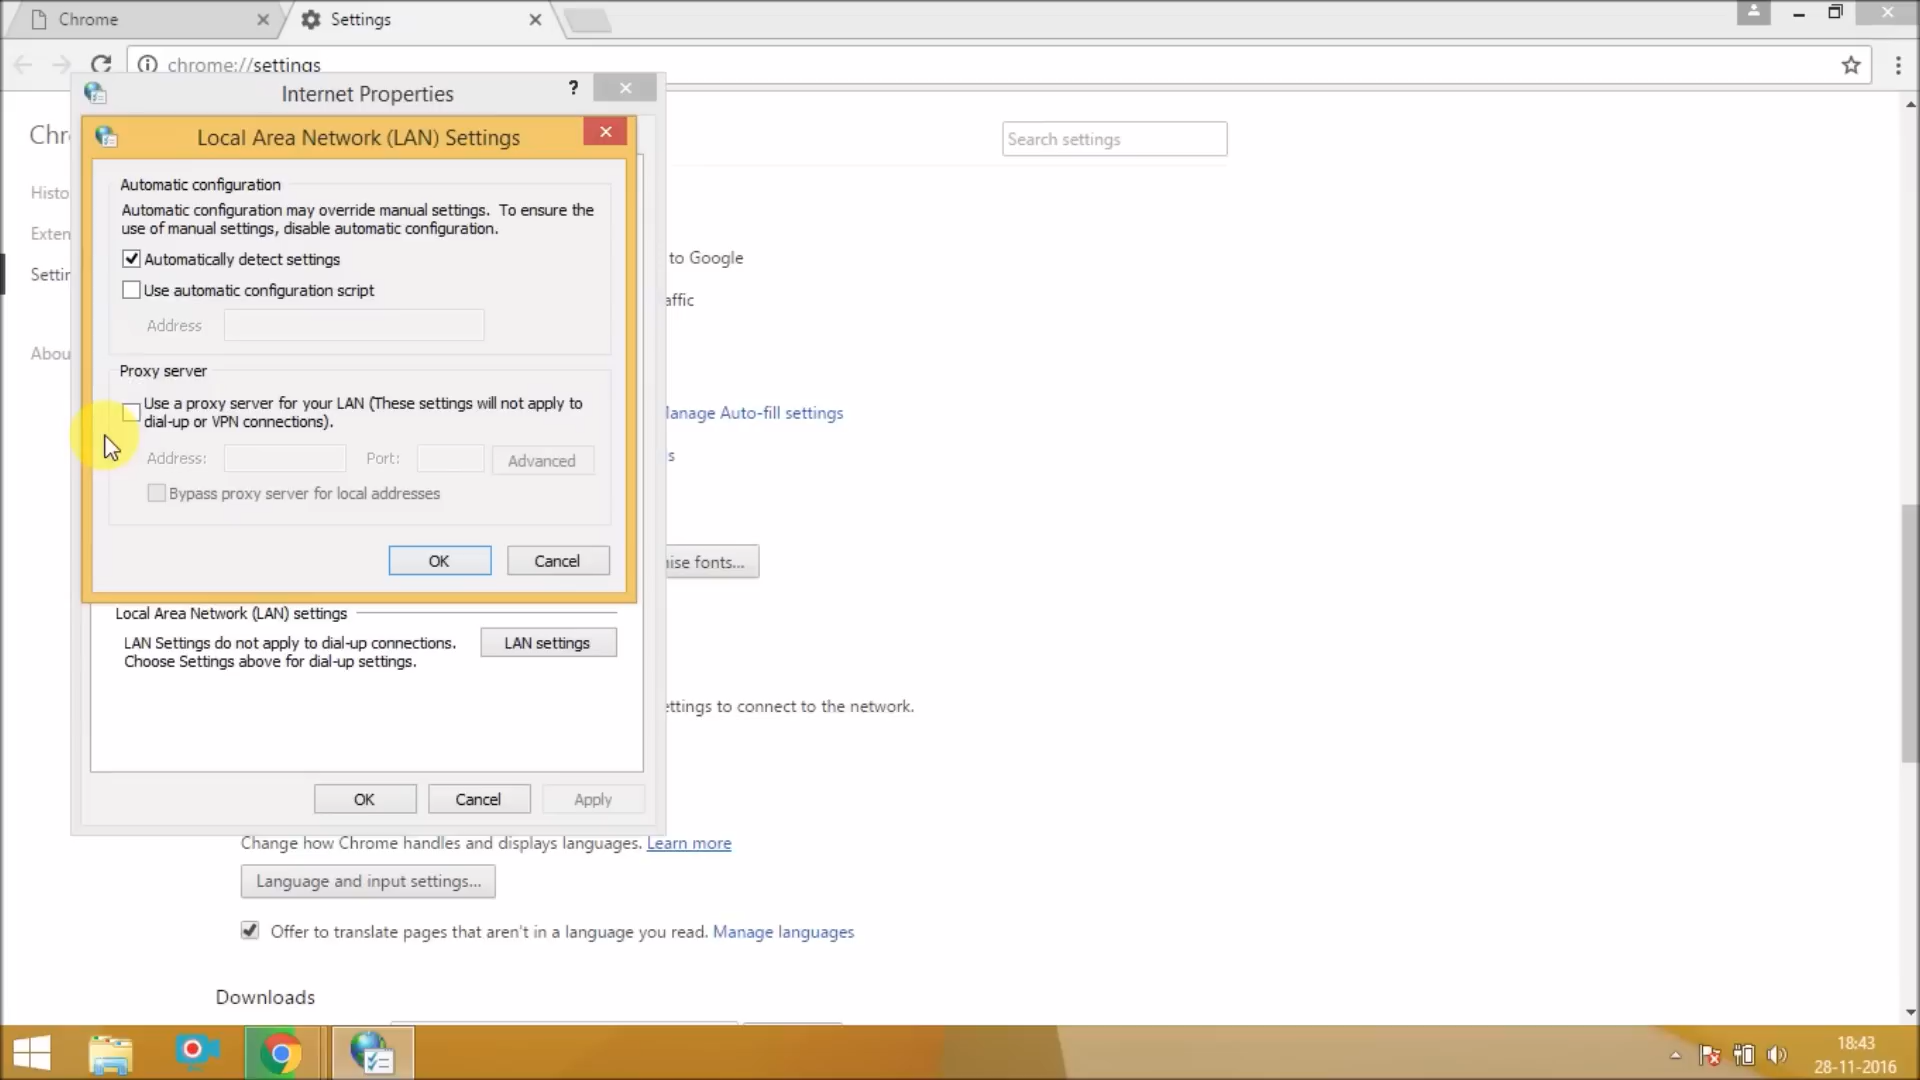 Chrome
Settings
chrome://settings
Internet Properties
?
Local Area Network (LAN) Settings
Search settings
Automatic configuration
Automatic configuration may override manual settings. To ensure the
use of manual settings, disable automatic configuration.
Automatically detect settings
Use automatic configuration script
Address
Proxy server
Use a proxy server for your LAN (These settings will not apply to
dial-up or VPN connections).
Address:
Port:
Advanced
Bypass proxy server for local addresses
OK
Cancel
Local Area Network (LAN) settings
LAN Settings do not apply to dial-up connections.
Choose Settings above for dial-up settings.
LAN settings
OK
Cancel
Apply
Chr
Histo
Exten
Settin
Abou
to Google
affic
anage Auto-fill settings
s
ise fonts...
ettings to connect to the network.
Change how Chrome handles and displays languages. Learn more
Language and input settings...
Offer to translate pages that aren't in a language you read. Manage languages
Downloads
18:43
28-11-2016